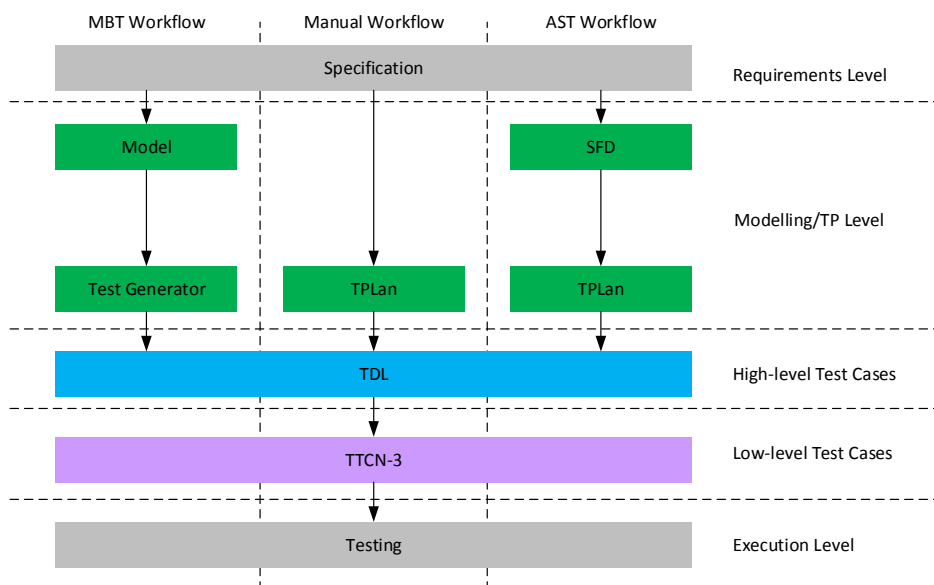 MBT Workflow
Manual Workflow
AST Workflow
Specification
Requirements Level
Model
SFD
Modelling/TP Level
Test Generator
TPLan
TPLan
TDL
High-level Test Cases
TTCN-3
Low-level Test Cases
Testing
Execution Level